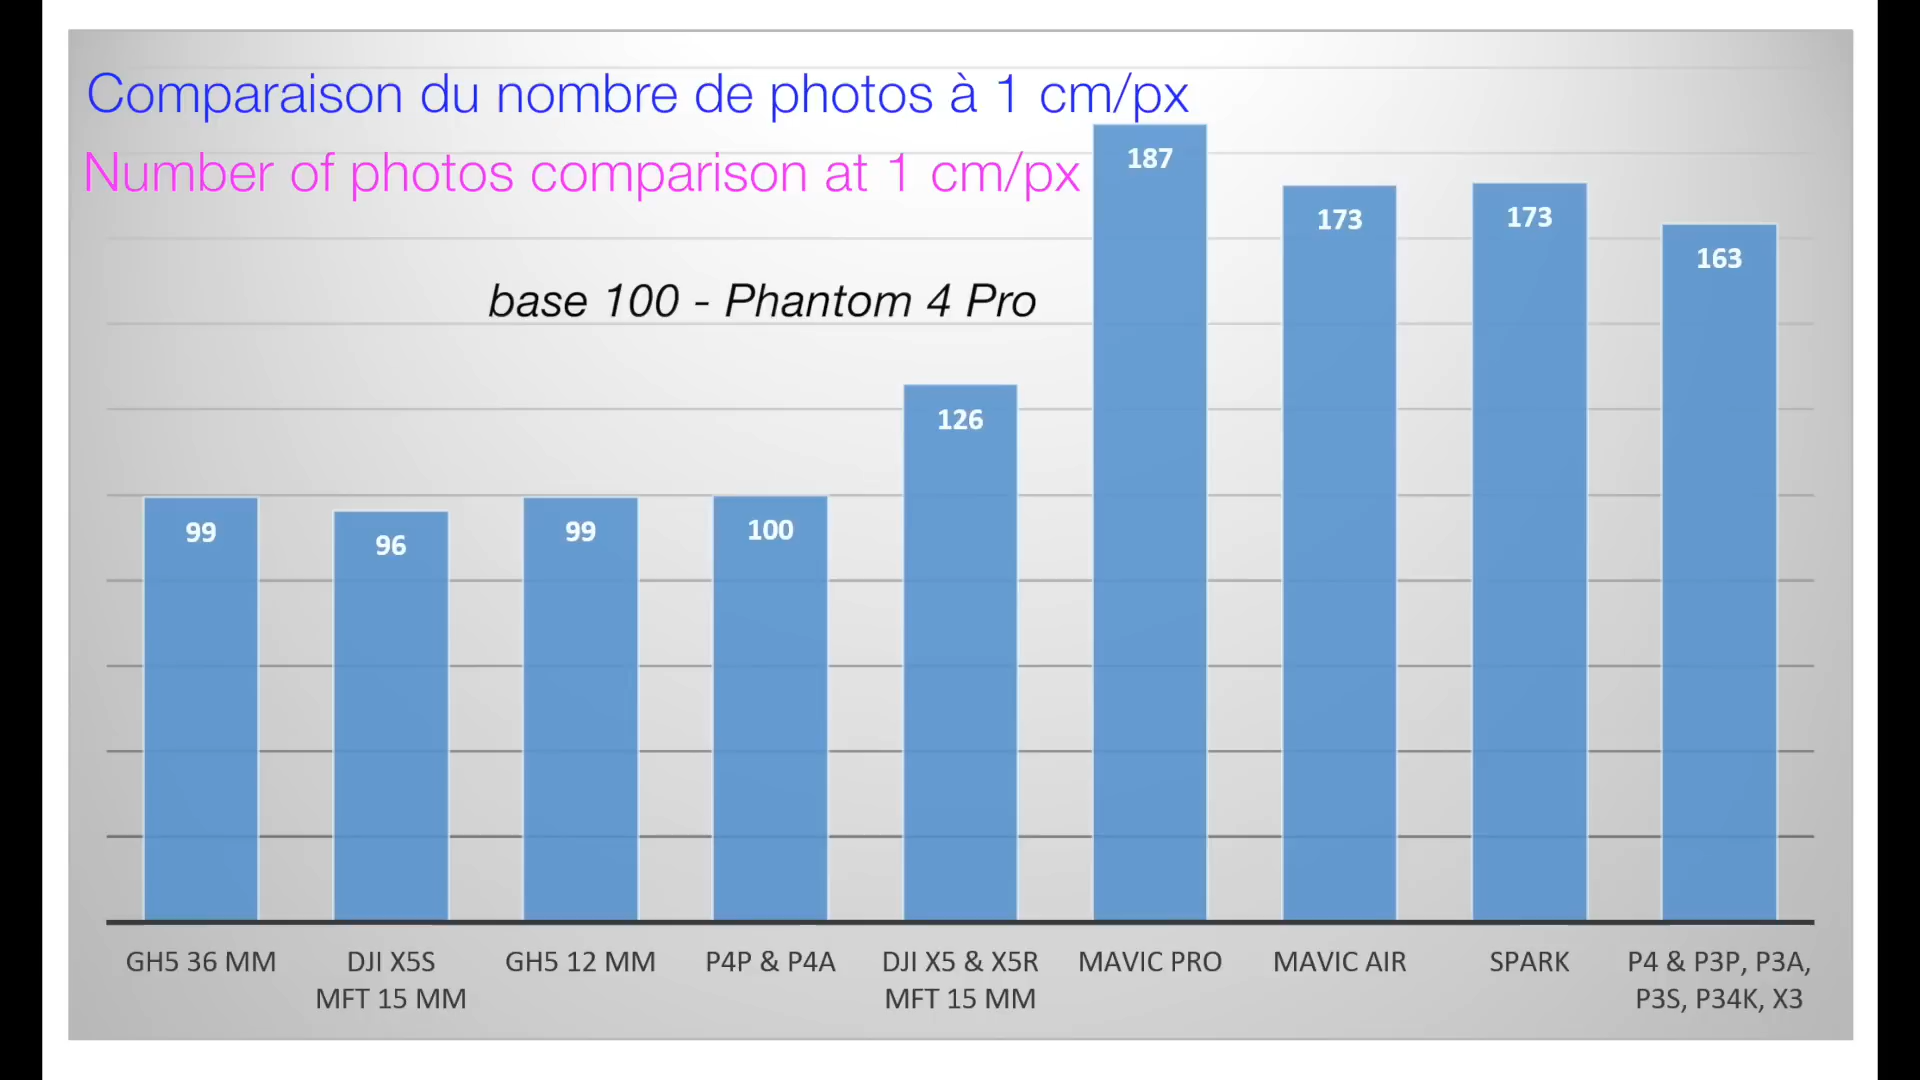 Comparaison du nombre de photos à 1 cm/px
Number of photos comparison at 1 cm/px
base 100 - Phantom 4 Pro
99
96
99
100
126
187
173
173
163
GH5 36 MM
DJI X5S
MFT 15 MM
GH5 12 MM
P4P & P4A
DJI X5 & X5R
MFT 15 MM
MAVIC PRO
MAVIC AIR
SPARK
P4 & P3P, P3A,
P3S, P34K, X3